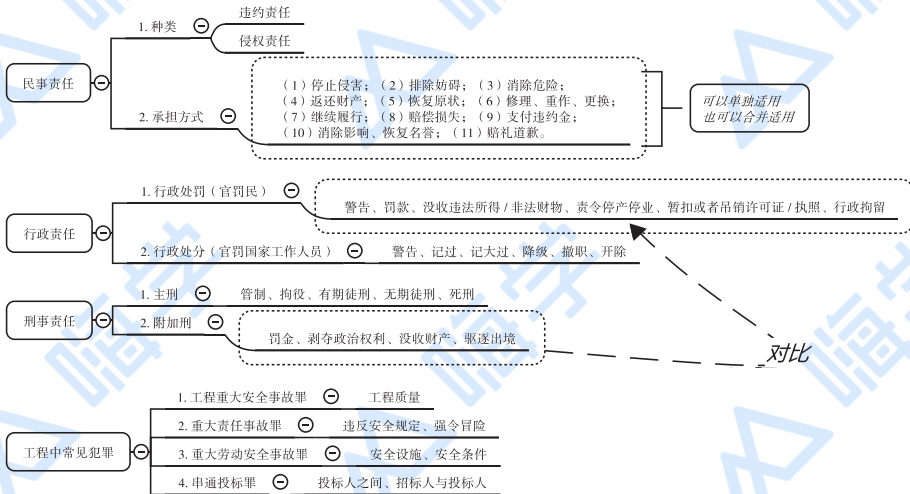 民事责任
1. 种类
违约责任
侵权责任
2. 承担方式
（1）停止侵害；（2）排除妨碍；（3）消除危险；
（4）返还财产；（5）恢复原状；（6）修理、重作、更换；
（7）继续履行；（8）赔偿损失；（9）支付违约金；
（10）消除影响、恢复名誉；（11）赔礼道歉。
可以单独适用
也可以合并适用
行政责任
1. 行政处罚（官罚民）
警告、罚款、没收违法所得 / 非法财物、责令停产停业、暂扣或者吊销许可证 / 执照、行政拘留
2. 行政处分（官罚国家工作人员）
警告、记过、记大过、降级、撤职、开除
刑事责任
1. 主刑
管制、拘役、有期徒刑、无期徒刑、死刑
2. 附加刑
罚金、剥夺政治权利、没收财产、驱逐出境
对比
工程中常见犯罪
1. 工程重大安全事故罪
工程质量
2. 重大责任事故罪
违反安全规定、强令冒险
3. 重大劳动安全事故罪
安全设施、安全条件
4. 串通投标罪
投标人之间、招标人与投标人
嗨学
嗨学
嗨学